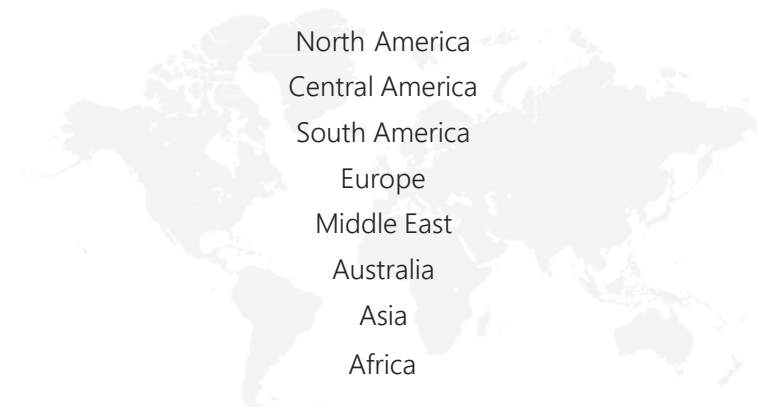 North America
Central America
South America
Europe
Middle East
Australia
Asia
Africa